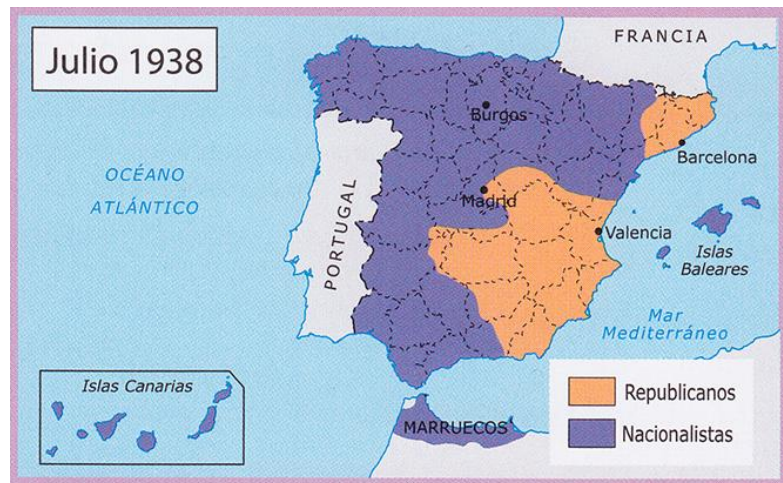 Julio 1938
FRANCIA
Burgos
Barcelona
OCÉANO
ATLÁNTICO
PORTUGAL
Madrid
Valencia
Islas
Baleares
Mar
Mediterráneo
Islas Canarias
MARRUECOS
Republicanos
Nacionalistas